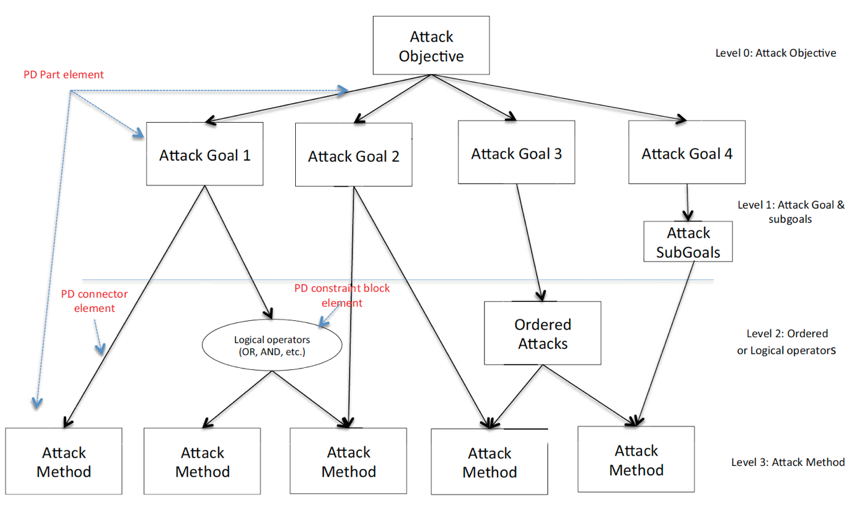 Attack
Objective
Level 0: Attack Objective
PD Part element
Attack Goal 1
Attack Goal 2
Attack Goal 3
Attack Goal 4
Level 1: Attack Goal &
subgoals
Attack
SubGoals
PD connector
element
PD constraint block
element
Logical operators
(OR, AND, etc.)
Ordered
Attacks
Level 2: Ordered
or Logical operators
Attack
Method
Attack
Method
Attack
Method
Attack
Method
Attack
Method
Level 3: Attack Method